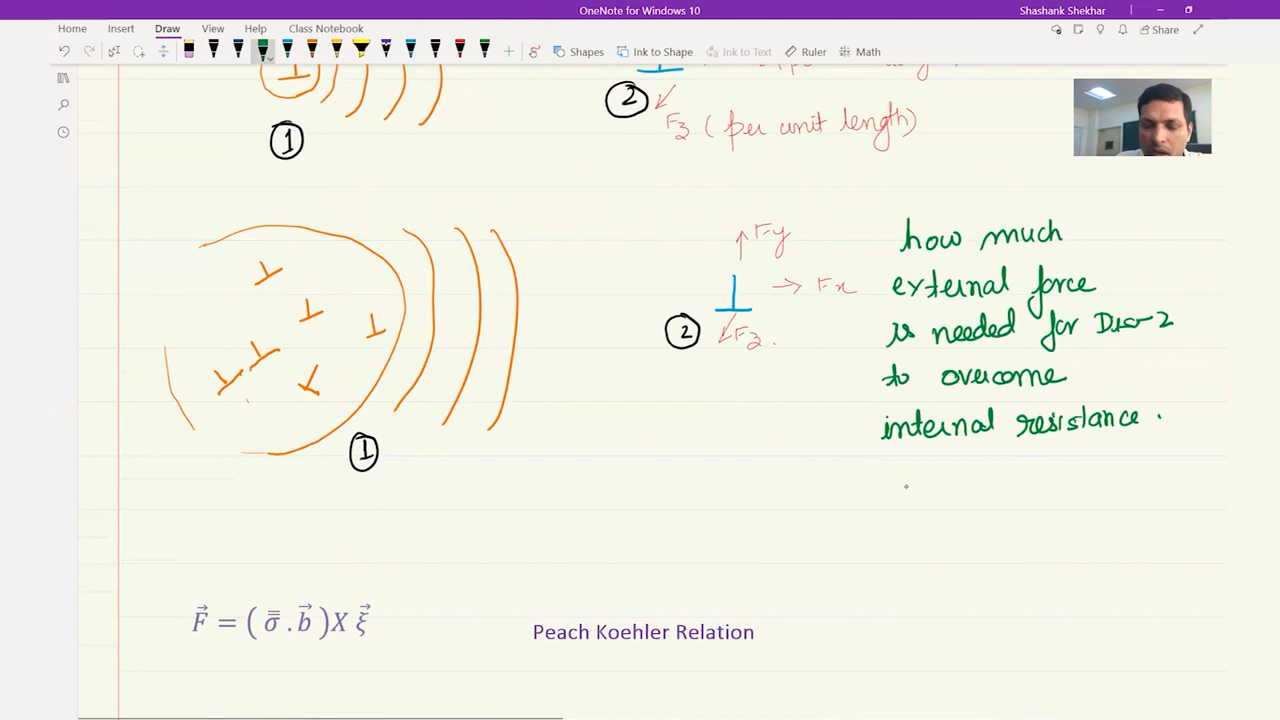 OneNote for Windows 10
Shashank Shekhar
Home Insert Draw View Help Class Notebook
Share
Shapes Ink to Shape Ink to Text Ruler Math
②
F3 (per unit length)
①
Fy
Fx
②
F3.
how much
external force
is needed for Diso-2
to overcome
internal resistance.
①
F⃗ = ( σ̿ . b⃗ )X ξ⃗
Peach Koehler Relation